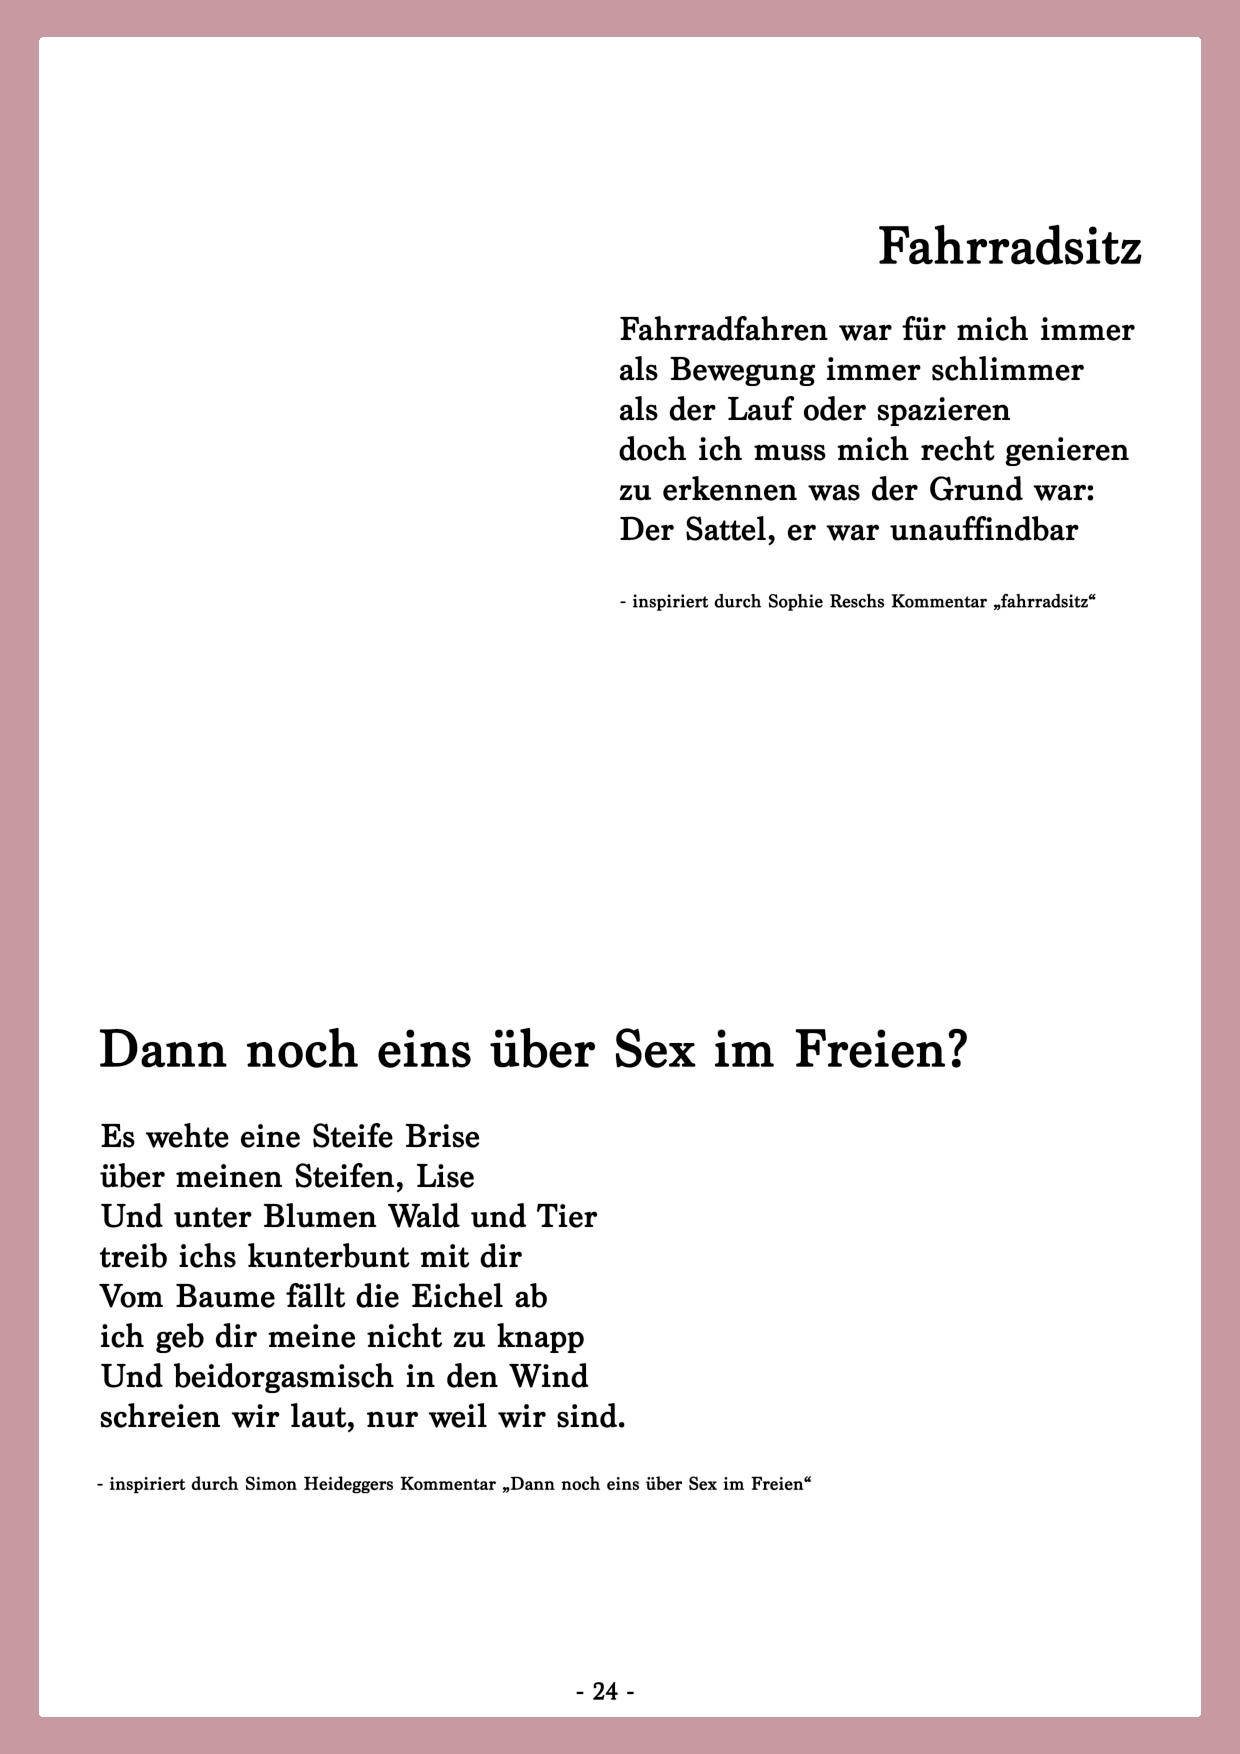 Fahrradsitz
Fahrradfahren war für mich immer
als Bewegung immer schlimmer
als der Lauf oder spazieren
doch ich muss mich recht genieren
zu erkennen was der Grund war:
Der Sattel, er war unauffindbar
- inspiriert durch Sophie Reschs Kommentar „fahrradsitz“
Dann noch eins über Sex im Freien?
Es wehte eine Steife Brise
über meinen Steifen, Lise
Und unter Blumen Wald und Tier
treib ichs kunterbunt mit dir
Vom Baume fällt die Eichel ab
ich geb dir meine nicht zu knapp
Und beidorgasmisch in den Wind
schreien wir laut, nur weil wir sind.
- inspiriert durch Simon Heideggers Kommentar „Dann noch eins über Sex im Freien“
- 24 -